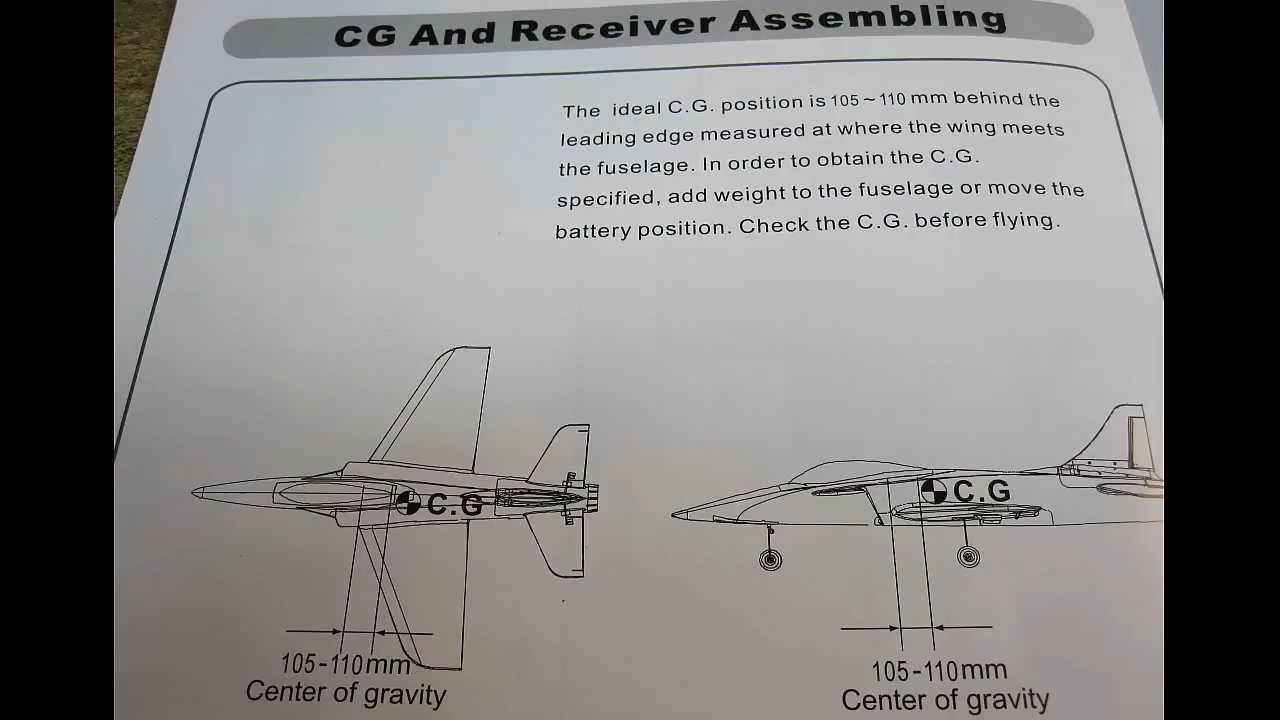 CG And Receiver Assembling
The ideal C.G. position is 105~110 mm behind the
leading edge measured at where the wing meets
the fuselage. In order to obtain the C.G.
specified, add weight to the fuselage or move the
battery position. Check the C.G. before flying.
C.G
C.G
105-110mm
Center of gravity
105-110mm
Center of gravity